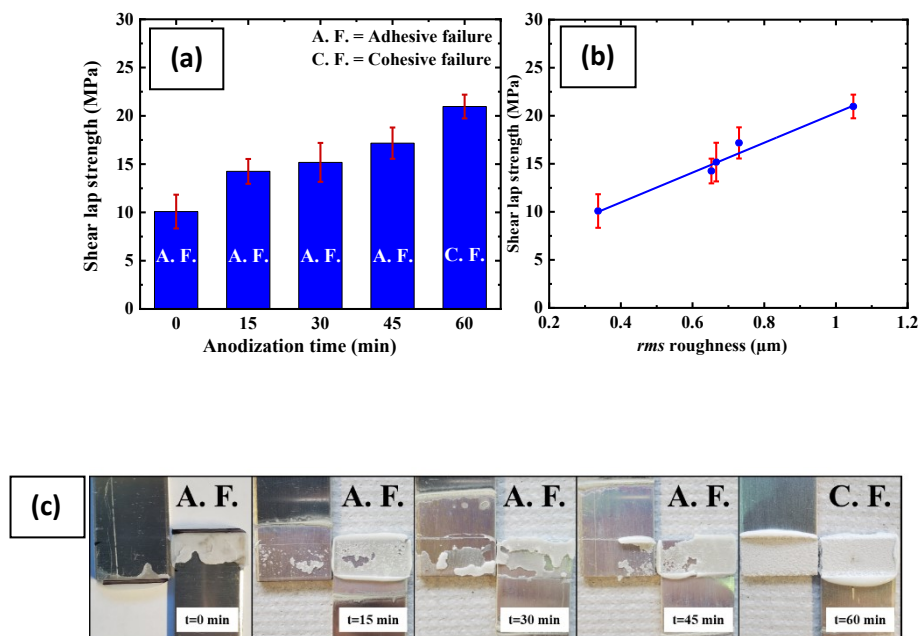 (a)
A. F. = Adhesive failure
C. F. = Cohesive failure
Shear lap strength (MPa)
30
25
20
15
10
5
0
A. F.
A. F.
A. F.
A. F.
C. F.
0
15
30
45
60
Anodization time (min)
(b)
Shear lap strength (MPa)
30
25
20
15
10
5
0
0.2
0.4
0.6
0.8
1
1.2
rms roughness (µm)
(c)
A. F.
A. F.
A. F.
A. F.
C. F.
t=0 min
t=15 min
t=30 min
t=45 min
t=60 min